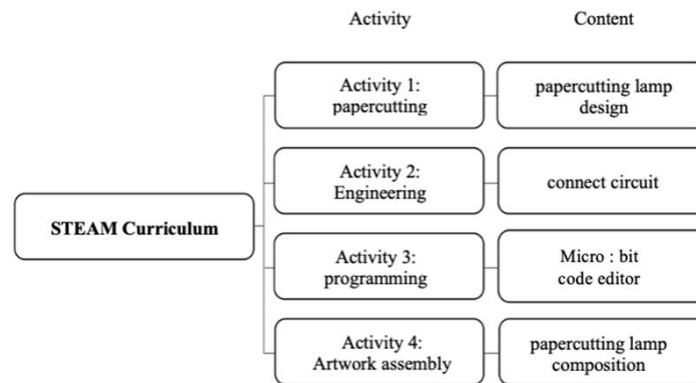 Activity
Content
Activity 1:
papercutting
papercutting lamp
design
Activity 2:
Engineering
connect circuit
STEAM Curriculum
Activity 3:
programming
Micro : bit
code editor
Activity 4:
Artwork assembly
papercutting lamp
composition